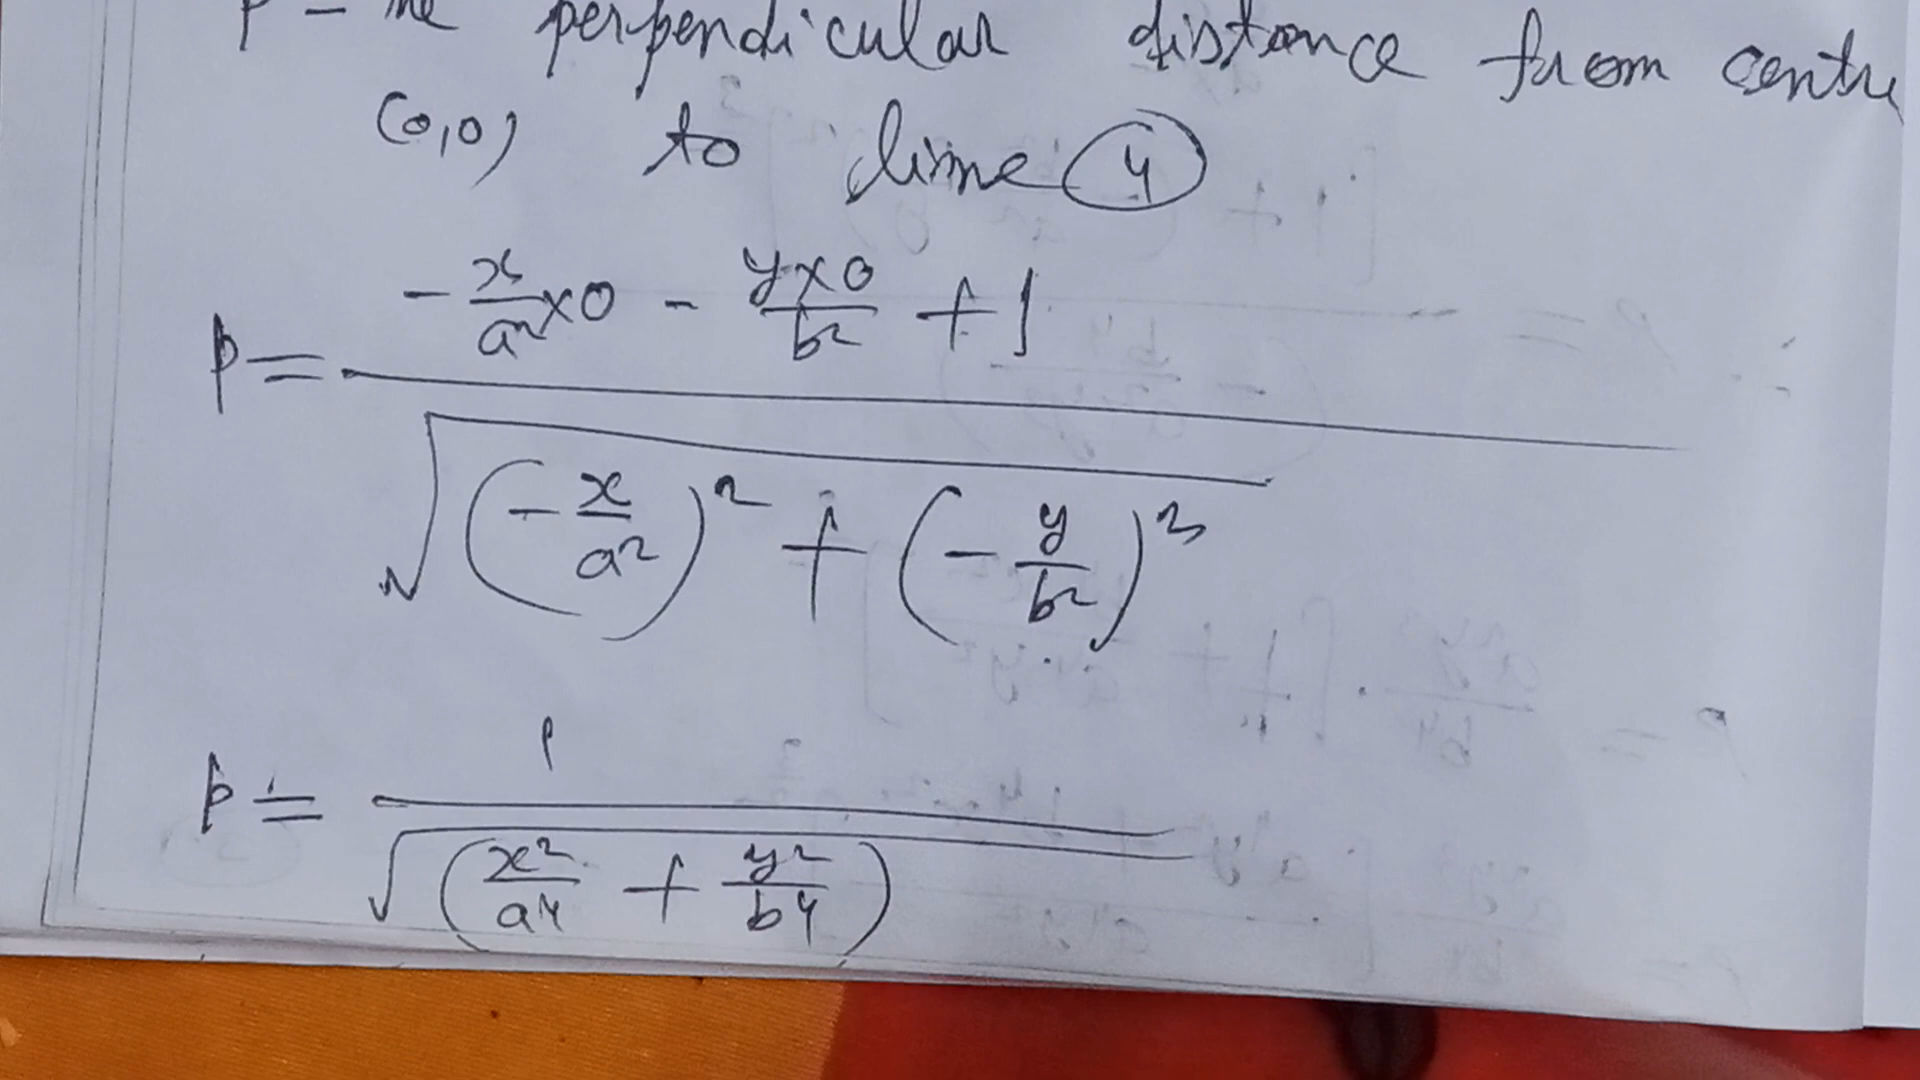 P - the perpendicular distance from centre
(0,0) to line (4)
p = (-x/a² × 0 - y×0/b² + 1) / √((-x/a²)² + (-y/b²)²)
p = 1 / √(x²/a⁴ + y²/b⁴)